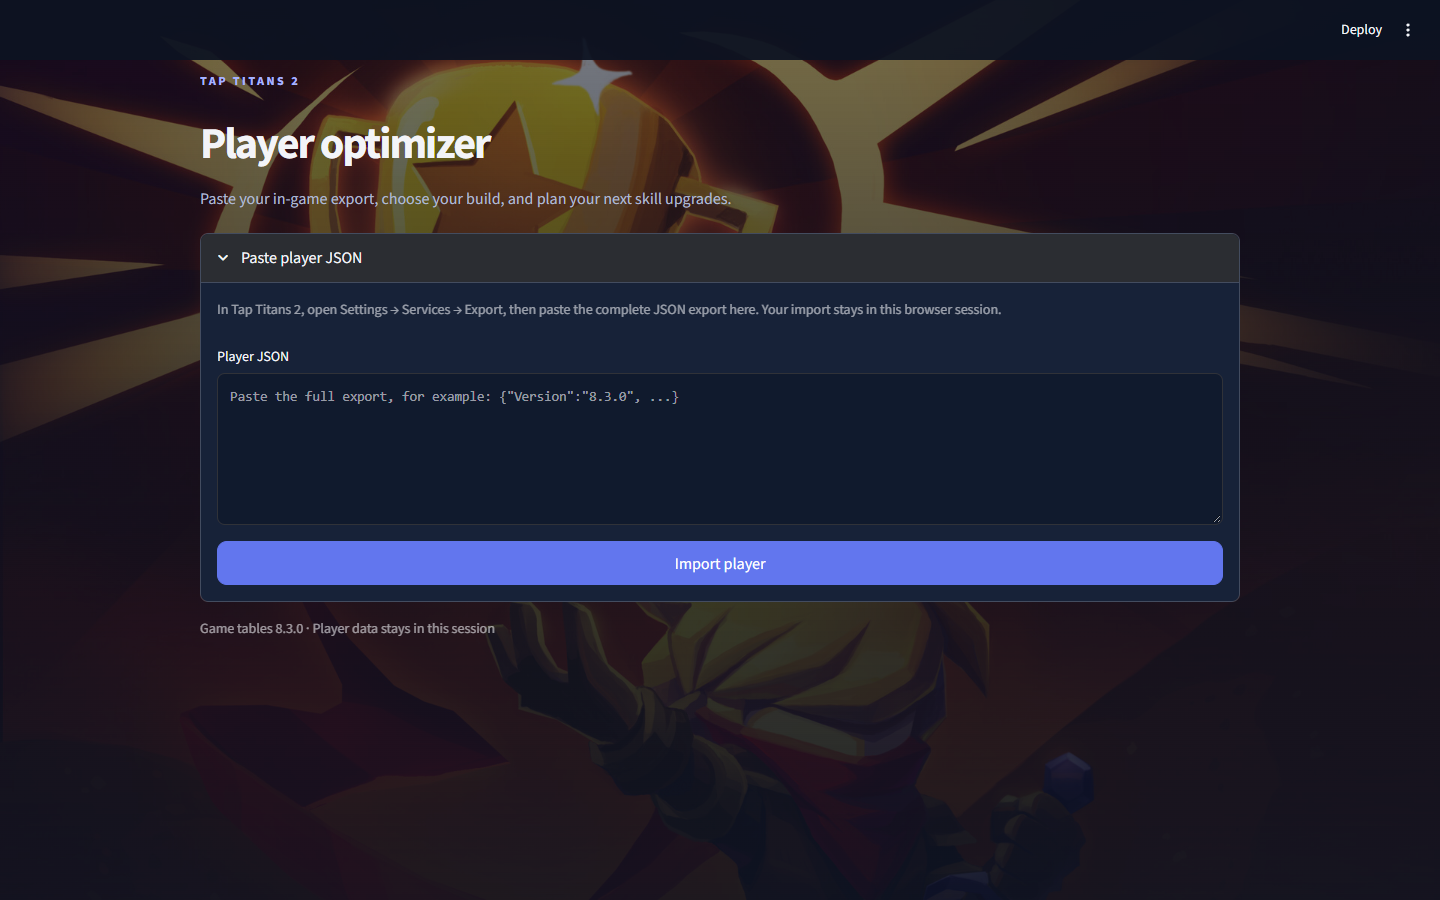 Deploy
TAP TITANS 2
Player optimizer
Paste your in-game export, choose your build, and plan your next skill upgrades.
Paste player JSON
In Tap Titans 2, open Settings → Services → Export, then paste the complete JSON export here. Your import stays in this browser session.
Player JSON
Paste the full export, for example: {"Version":"8.3.0", ...}
Import player
Game tables 8.3.0 · Player data stays in this session